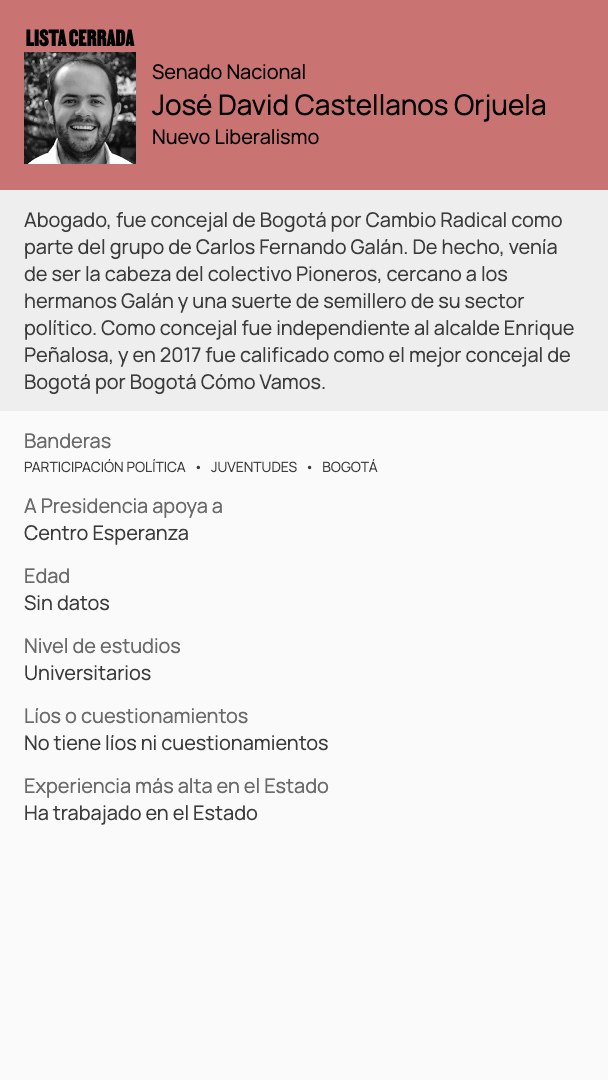 LISTA CERRADA
Senado Nacional
José David Castellanos Orjuela
Nuevo Liberalismo
Abogado, fue concejal de Bogotá por Cambio Radical como
parte del grupo de Carlos Fernando Galán. De hecho, venía
de ser la cabeza del colectivo Pioneros, cercano a los
hermanos Galán y una suerte de semillero de su sector
político. Como concejal fue independiente al alcalde Enrique
Peñalosa, y en 2017 fue calificado como el mejor concejal de
Bogotá por Bogotá Cómo Vamos.
Banderas
PARTICIPACIÓN POLÍTICA • JUVENTUDES • BOGOTÁ
A Presidencia apoya a
Centro Esperanza
Edad
Sin datos
Nivel de estudios
Universitarios
Líos o cuestionamientos
No tiene líos ni cuestionamientos
Experiencia más alta en el Estado
Ha trabajado en el Estado